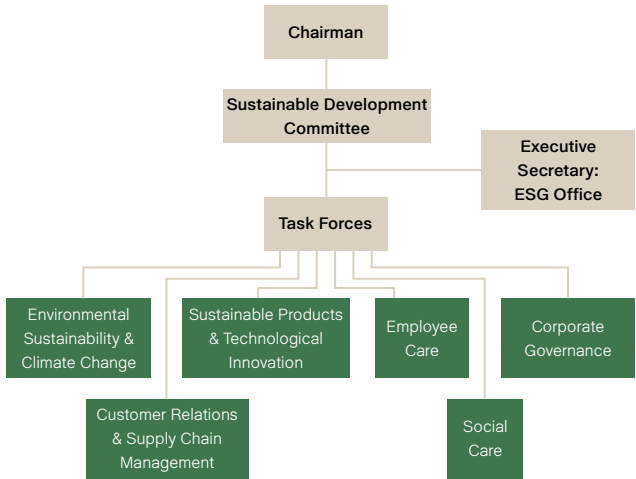 Chairman
Sustainable Development
Committee
Executive
Secretary:
ESG Office
Task Forces
Environmental
Sustainability &
Climate Change
Sustainable Products
& Technological
Innovation
Employee
Care
Corporate
Governance
Customer Relations
& Supply Chain
Management
Social
Care